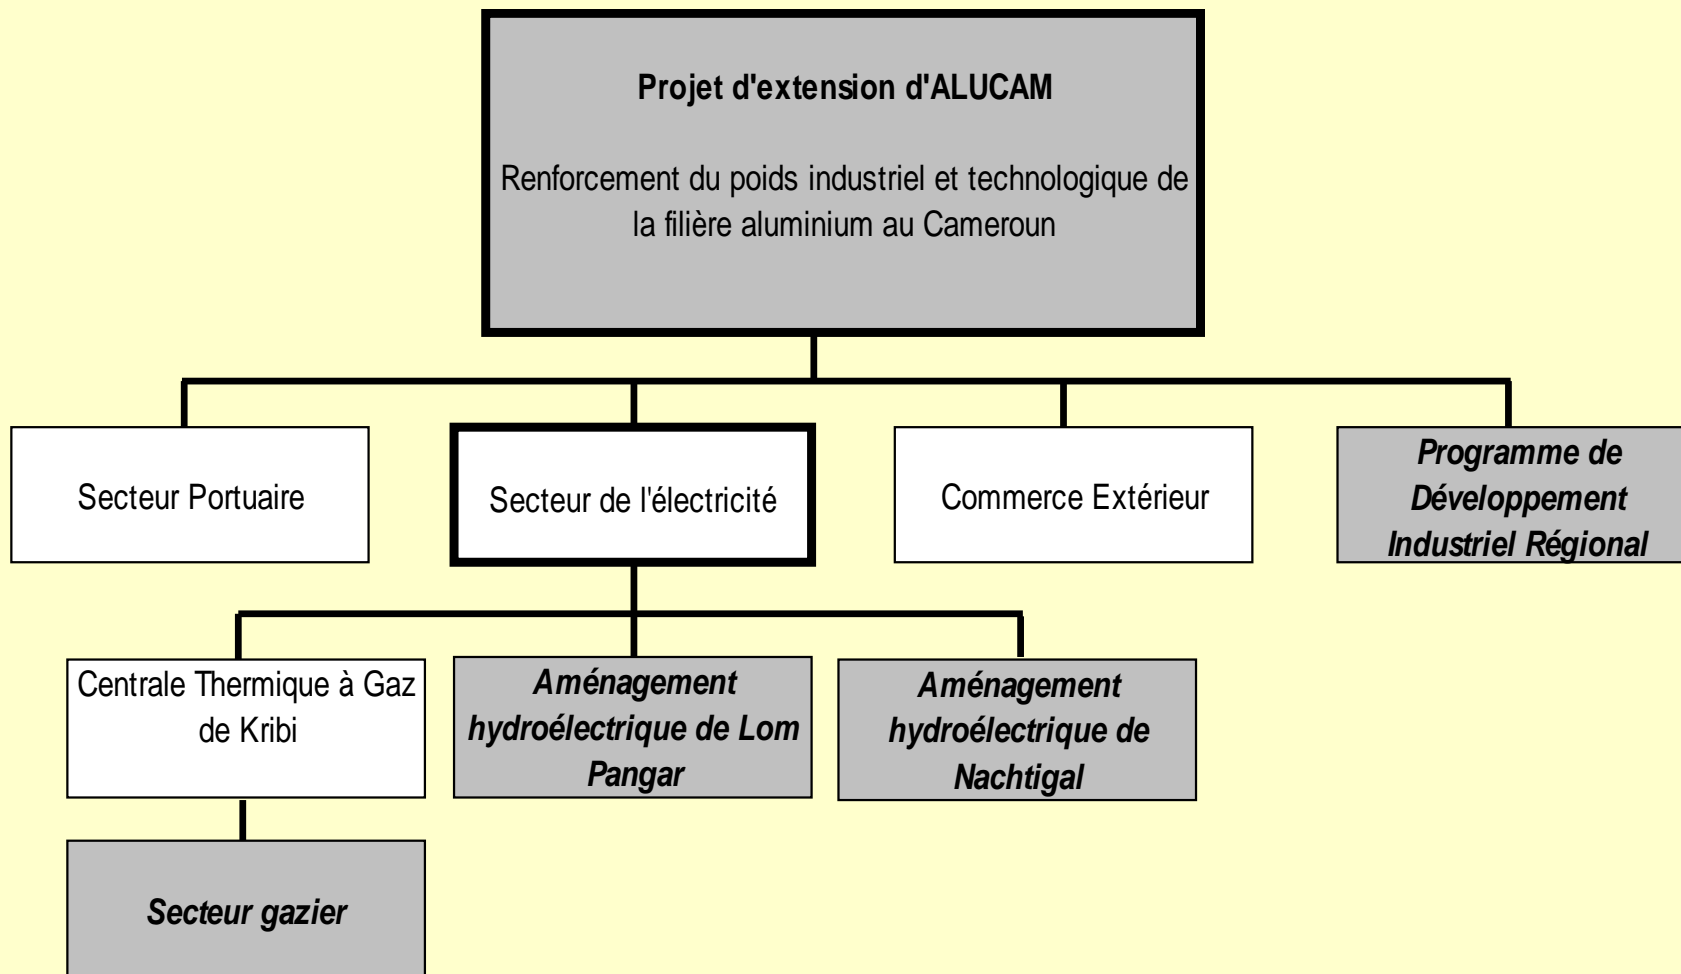 Projet d'extension d'ALUCAM
Renforcement du poids industriel et technologique de
la filière aluminium au Cameroun
Secteur Portuaire
Secteur de l'électricité
Commerce Extérieur
Programme de
Développement
Industriel Régional
Centrale Thermique à Gaz
de Kribi
Aménagement
hydroélectrique de Lom
Pangar
Aménagement
hydroélectrique de
Nachtigal
Secteur gazier